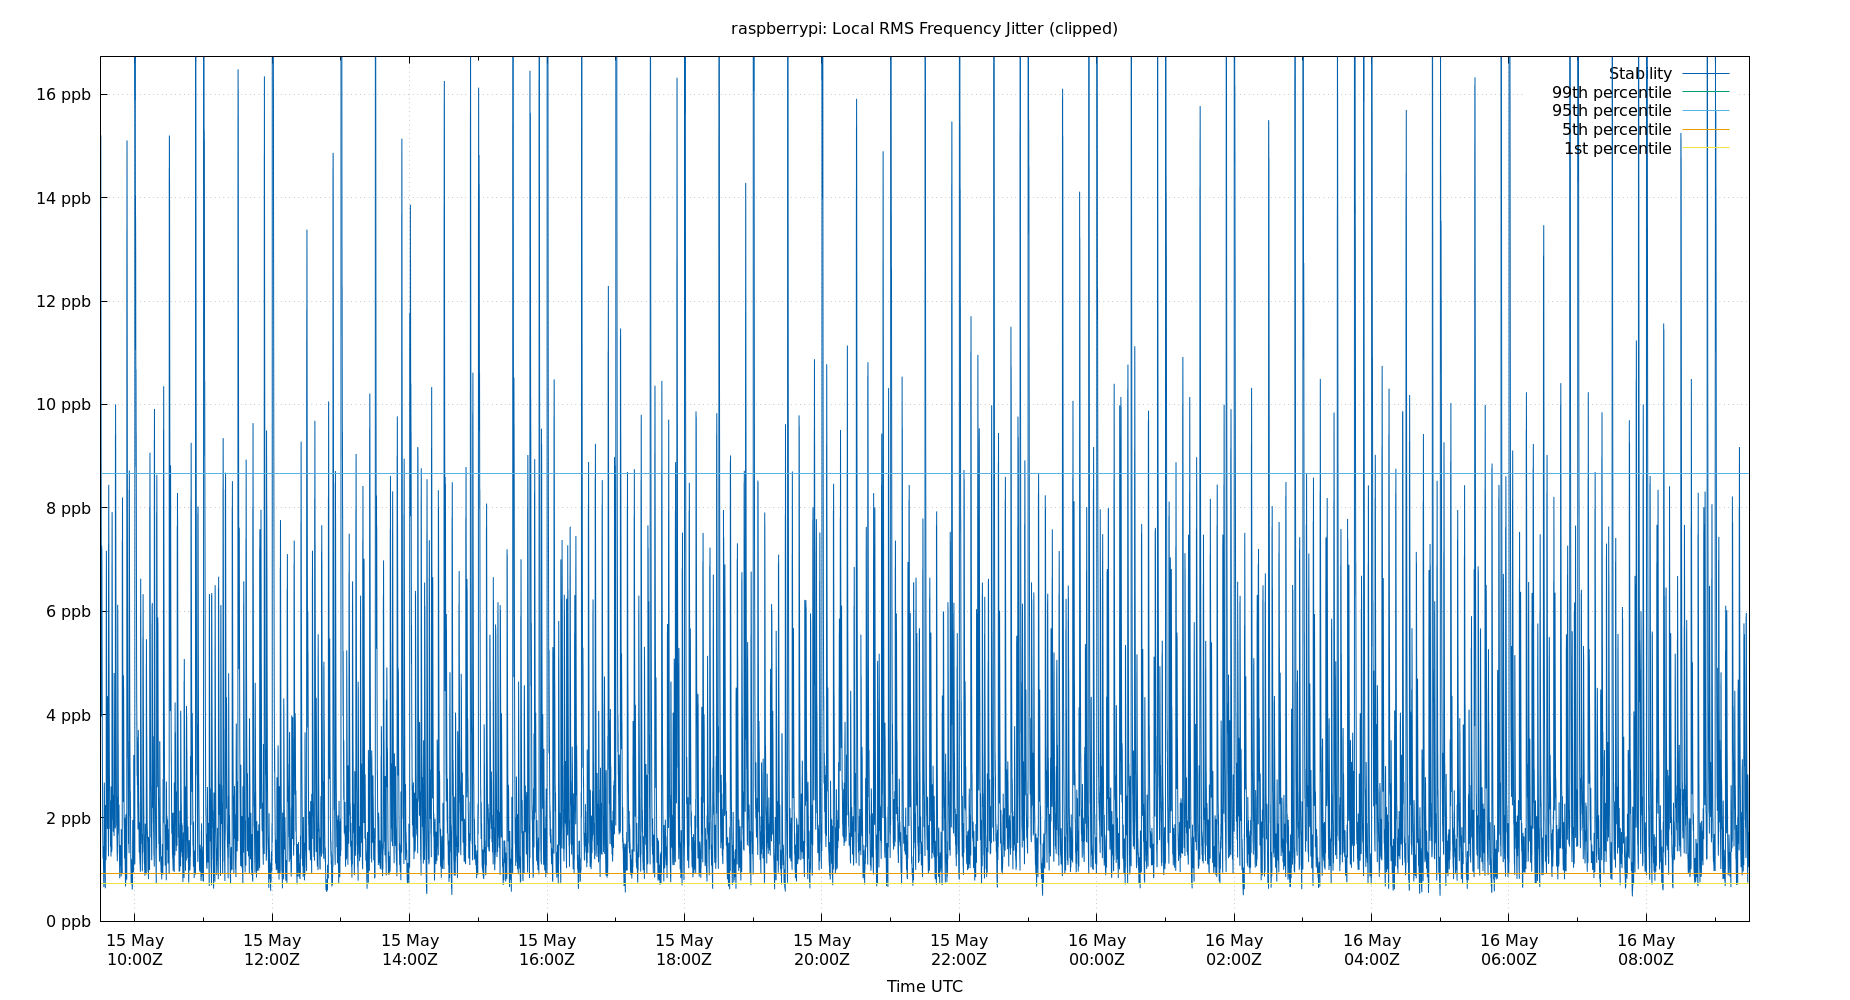 raspberrypi: Local RMS Frequency Jitter (clipped)
Stability
99th percentile
95th percentile
5th percentile
1st percentile
16 ppb
14 ppb
12 ppb
10 ppb
8 ppb
6 ppb
4 ppb
2 ppb
0 ppb
15 May 15 May 15 May 15 May 15 May 15 May 15 May 16 May 16 May 16 May 16 May 16 May
10:00Z 12:00Z 14:00Z 16:00Z 18:00Z 20:00Z 22:00Z 00:00Z 02:00Z 04:00Z 06:00Z 08:00Z
Time UTC